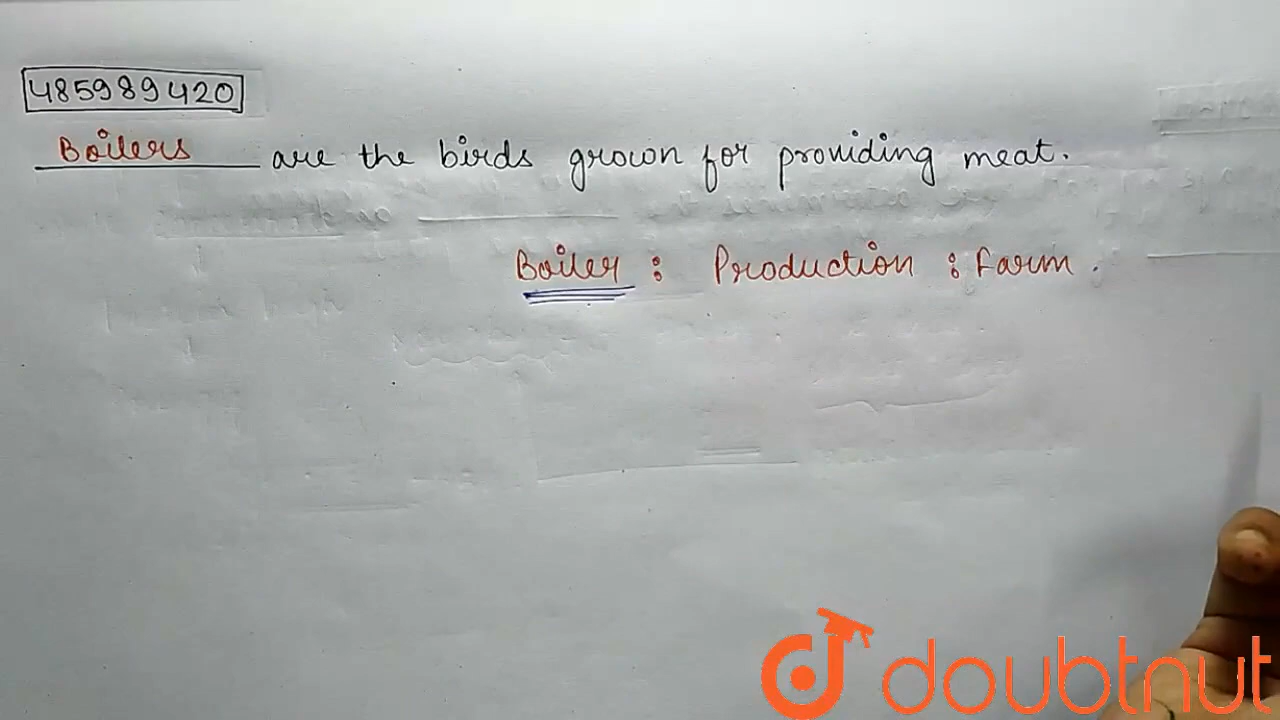 485989420
Boilers are the birds grown for providing meat.
Boiler : Production : Farm.
doubtnut